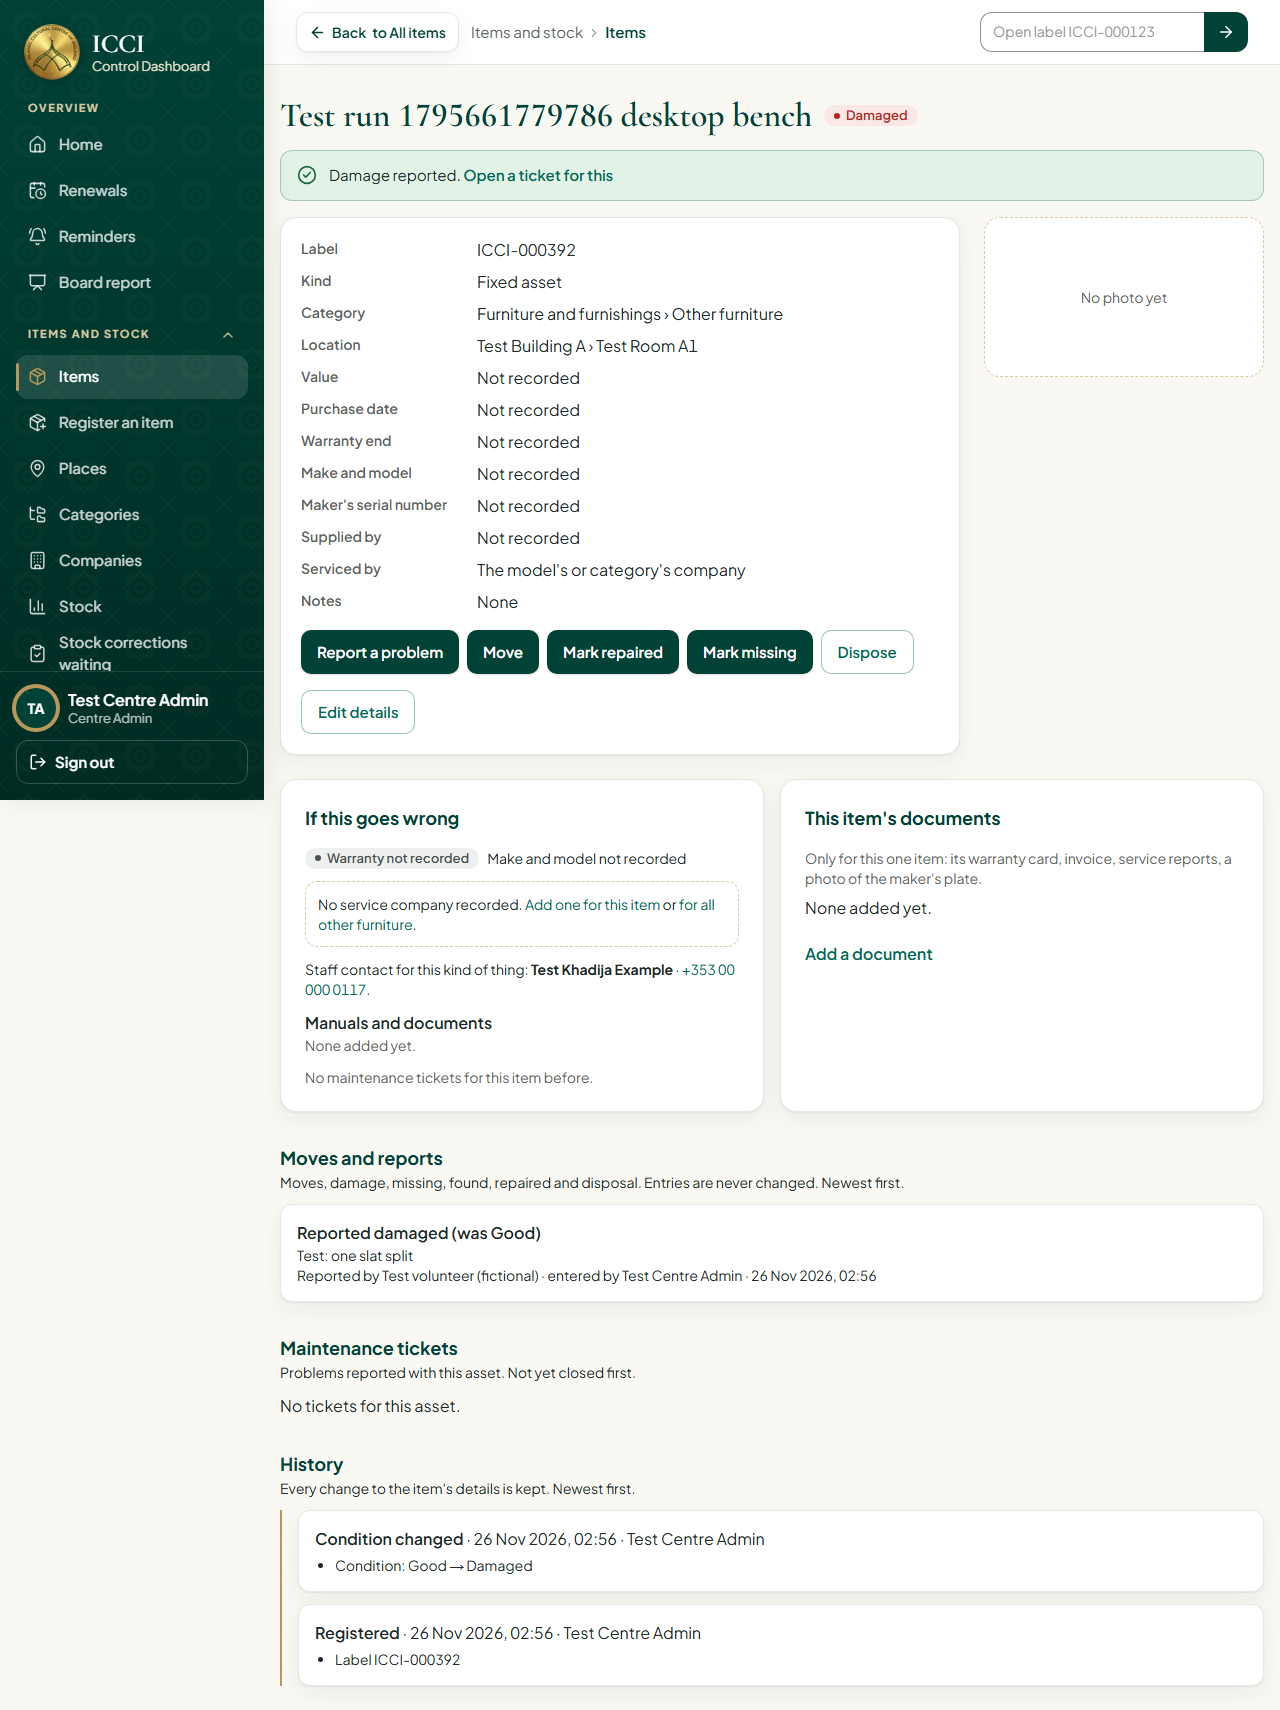 ICCI
Control Dashboard
OVERVIEW
Home
Renewals
Reminders
Board report
ITEMS AND STOCK
Items
Register an item
Places
Categories
Companies
Stock
Stock corrections
waiting
TA
Test Centre Admin
Centre Admin
Sign out
Back to All items
Items and stock › Items
Open label ICCI-000123
Test run 1795661779786 desktop bench
Damaged
Damage reported. Open a ticket for this
Label ICCI-000392
Kind Fixed asset
Category Furniture and furnishings › Other furniture
Location Test Building A › Test Room A1
Value Not recorded
Purchase date Not recorded
Warranty end Not recorded
Make and model Not recorded
Maker's serial number Not recorded
Supplied by Not recorded
Serviced by The model's or category's company
Notes None
Report a problem Move Mark repaired Mark missing Dispose
Edit details
No photo yet
If this goes wrong
Warranty not recorded Make and model not recorded
No service company recorded. Add one for this item or for all
other furniture.
Staff contact for this kind of thing: Test Khadija Example · +353 00
000 0117.
Manuals and documents
None added yet.
No maintenance tickets for this item before.
This item's documents
Only for this one item: its warranty card, invoice, service reports, a
photo of the maker's plate.
None added yet.
Add a document
Moves and reports
Moves, damage, missing, found, repaired and disposal. Entries are never changed. Newest first.
Reported damaged (was Good)
Test: one slat split
Reported by Test volunteer (fictional) · entered by Test Centre Admin · 26 Nov 2026, 02:56
Maintenance tickets
Problems reported with this asset. Not yet closed first.
No tickets for this asset.
History
Every change to the item's details is kept. Newest first.
Condition changed · 26 Nov 2026, 02:56 · Test Centre Admin
• Condition: Good → Damaged
Registered · 26 Nov 2026, 02:56 · Test Centre Admin
• Label ICCI-000392